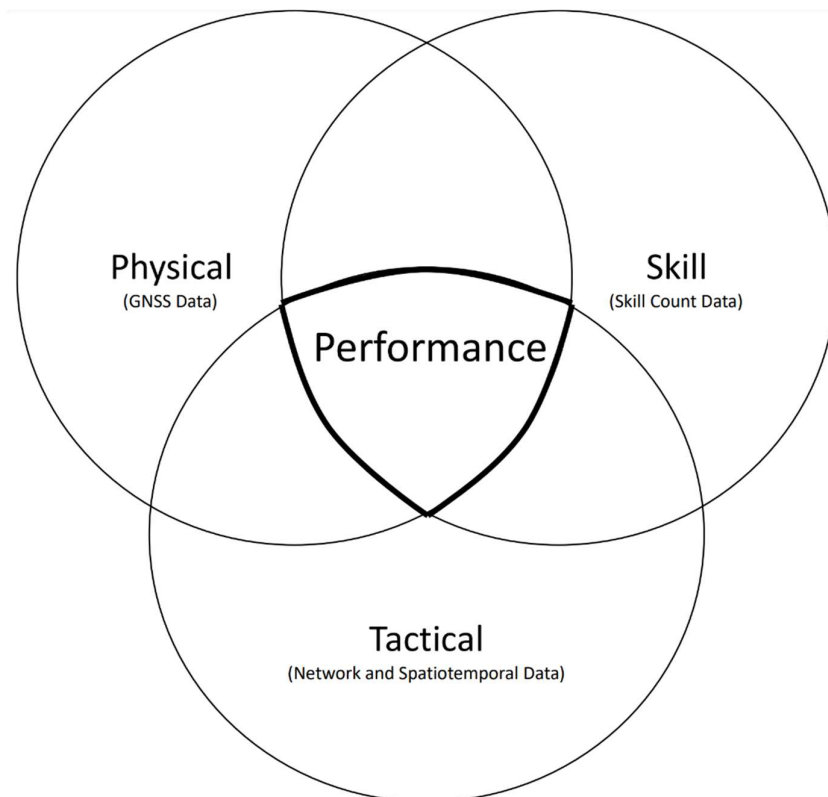 Physical
(GNSS Data)
Skill
(Skill Count Data)
Performance
Tactical
(Network and Spatiotemporal Data)